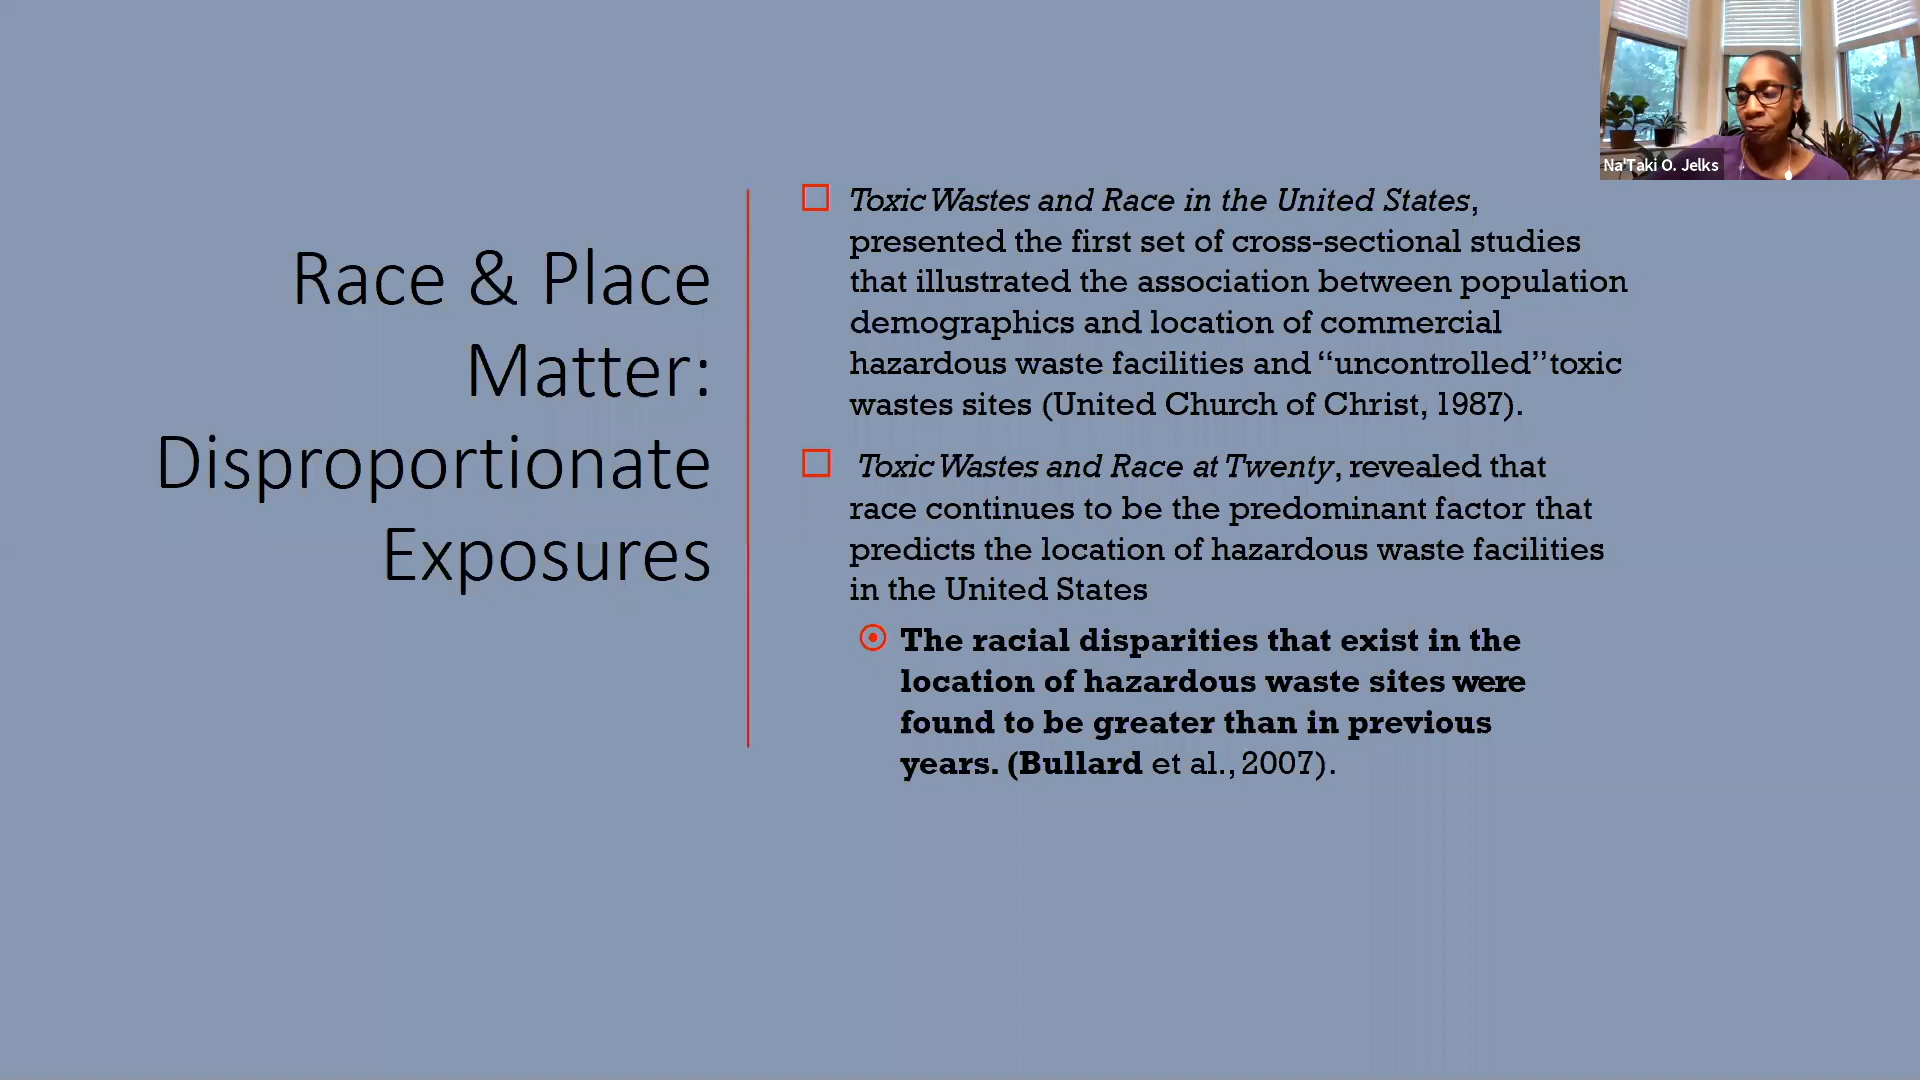 Race & Place
Matter:
Disproportionate
Exposures
Toxic Wastes and Race in the United States,
presented the first set of cross-sectional studies
that illustrated the association between population
demographics and location of commercial
hazardous waste facilities and “uncontrolled” toxic
wastes sites (United Church of Christ, 1987).
Toxic Wastes and Race at Twenty, revealed that
race continues to be the predominant factor that
predicts the location of hazardous waste facilities
in the United States
The racial disparities that exist in the
location of hazardous waste sites were
found to be greater than in previous
years. (Bullard et al., 2007).
Na'Taki O. Jelks